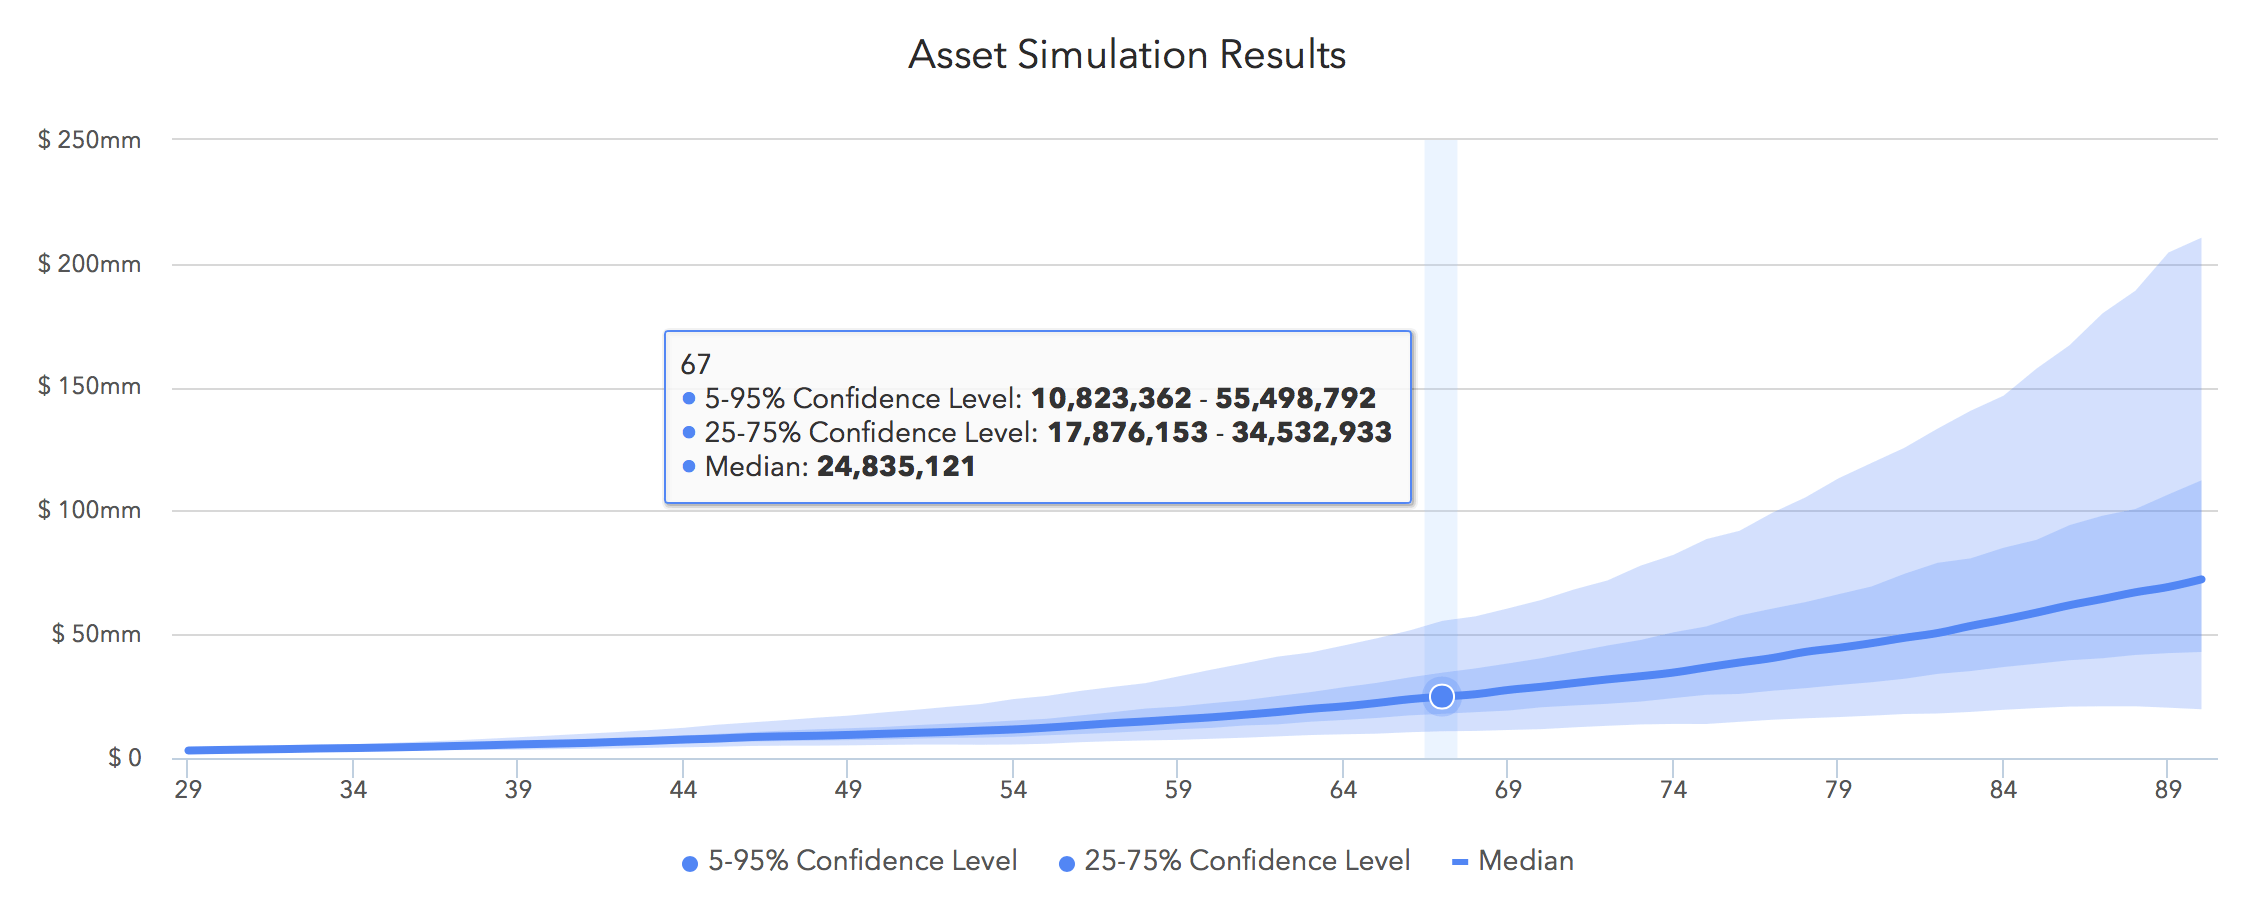 Asset Simulation Results
$ 250mm
$ 200mm
$ 150mm
$ 100mm
$ 50mm
$ 0
67
5-95% Confidence Level: 10,823,362 - 55,498,792
25-75% Confidence Level: 17,876,153 - 34,532,933
Median: 24,835,121
29 34 39 44 49 54 59 64 69 74 79 84 89
5-95% Confidence Level 25-75% Confidence Level Median